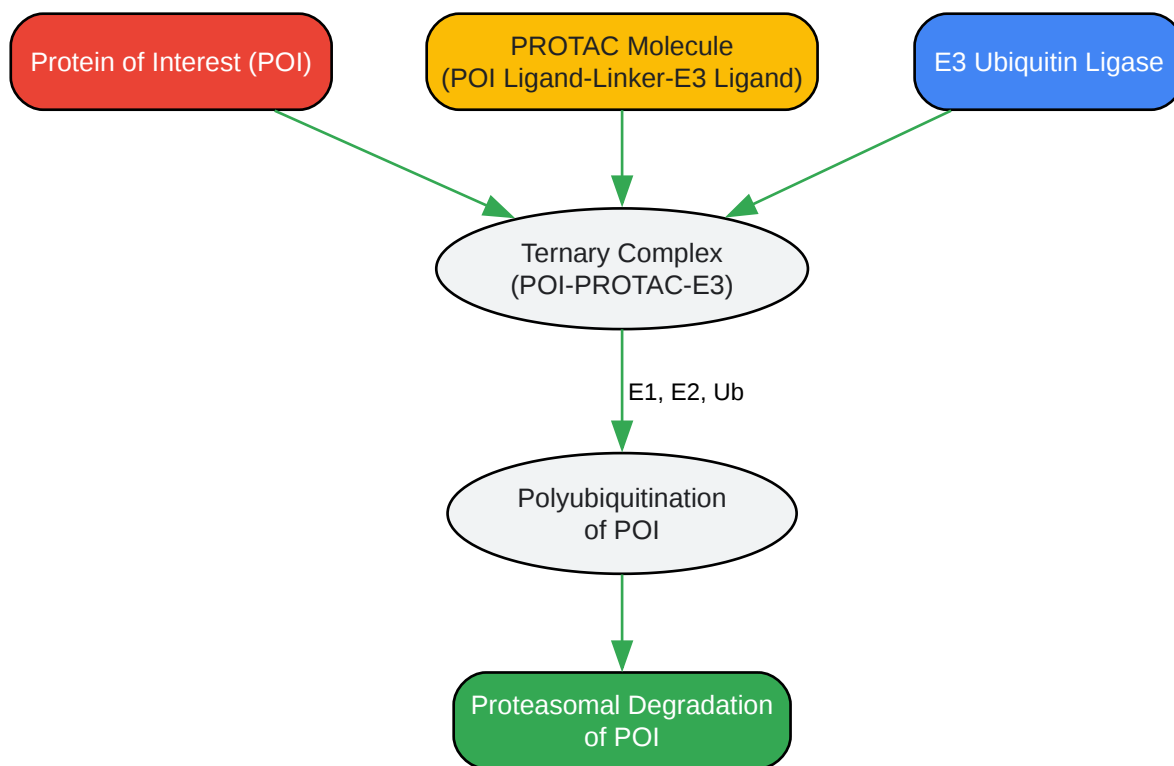 Protein of Interest (POI)
PROTAC Molecule
(POI Ligand-Linker-E3 Ligand)
E3 Ubiquitin Ligase
Ternary Complex
(POI-PROTAC-E3)
E1, E2, Ub
Polyubiquitination
of POI
Proteasomal Degradation
of POI